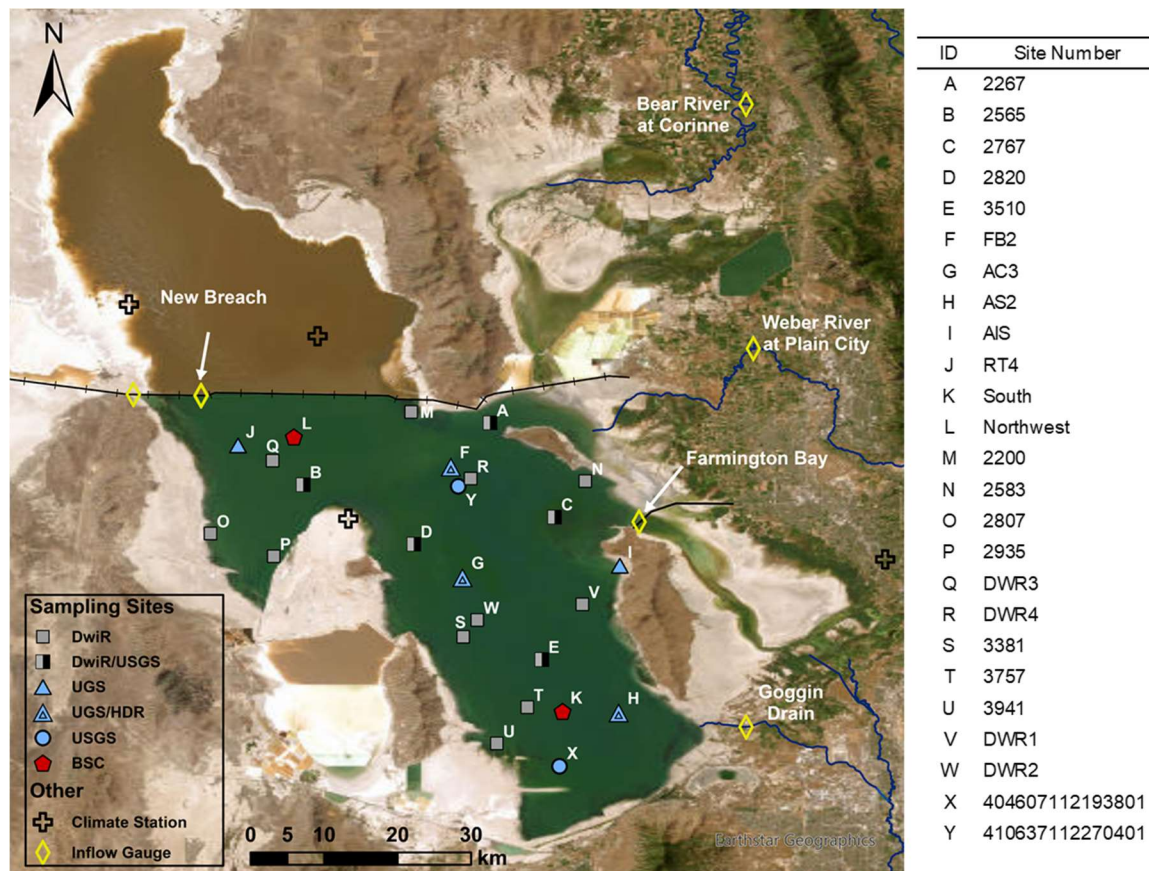 N
Bear River
at Corinne
New Breach
Weber River
at Plain City
M
A
L
J
Q
F
Farmington Bay
B
R
N
Y
C
O
D
P
I
G
V
W
S
E
T
K
H
Goggin
Drain
U
X
Sampling Sites
DwiR
DwiR/USGS
UGS
UGS/HDR
USGS
BSC
Other
Climate Station
Inflow Gauge
0 5 10 20 30
km
Earthstar Geographics
ID Site Number
A 2267
B 2565
C 2767
D 2820
E 3510
F FB2
G AC3
H AS2
I AIS
J RT4
K South
L Northwest
M 2200
N 2583
O 2807
P 2935
Q DWR3
R DWR4
S 3381
T 3757
U 3941
V DWR1
W DWR2
X 404607112193801
Y 410637112270401